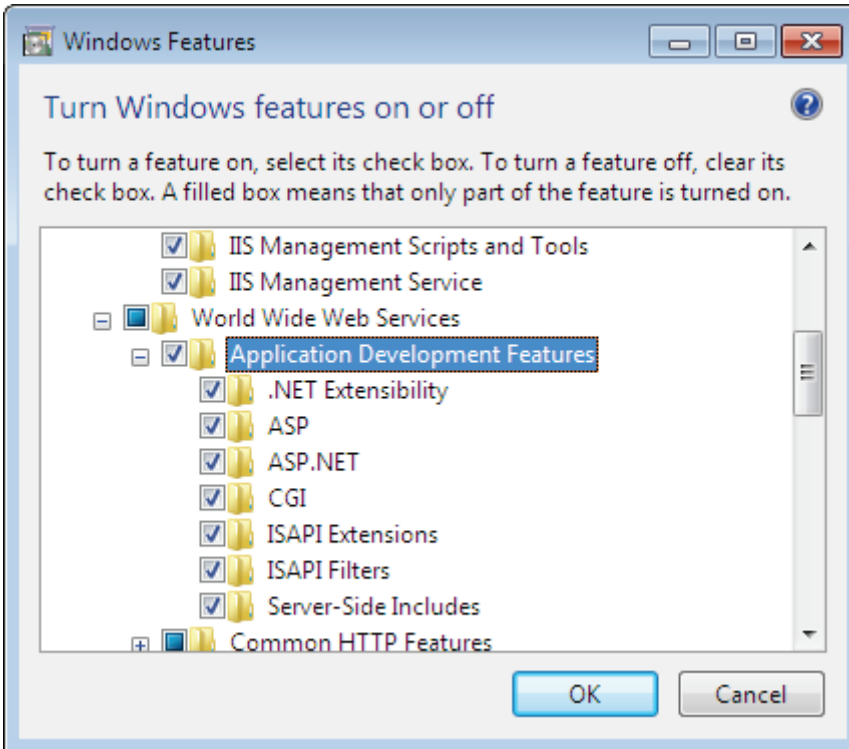 Windows Features
Turn Windows features on or off
To turn a feature on, select its check box. To turn a feature off, clear its
check box. A filled box means that only part of the feature is turned on.
IIS Management Scripts and Tools
IIS Management Service
World Wide Web Services
Application Development Features
.NET Extensibility
ASP
ASP.NET
CGI
ISAPI Extensions
ISAPI Filters
Server-Side Includes
Common HTTP Features
OK Cancel